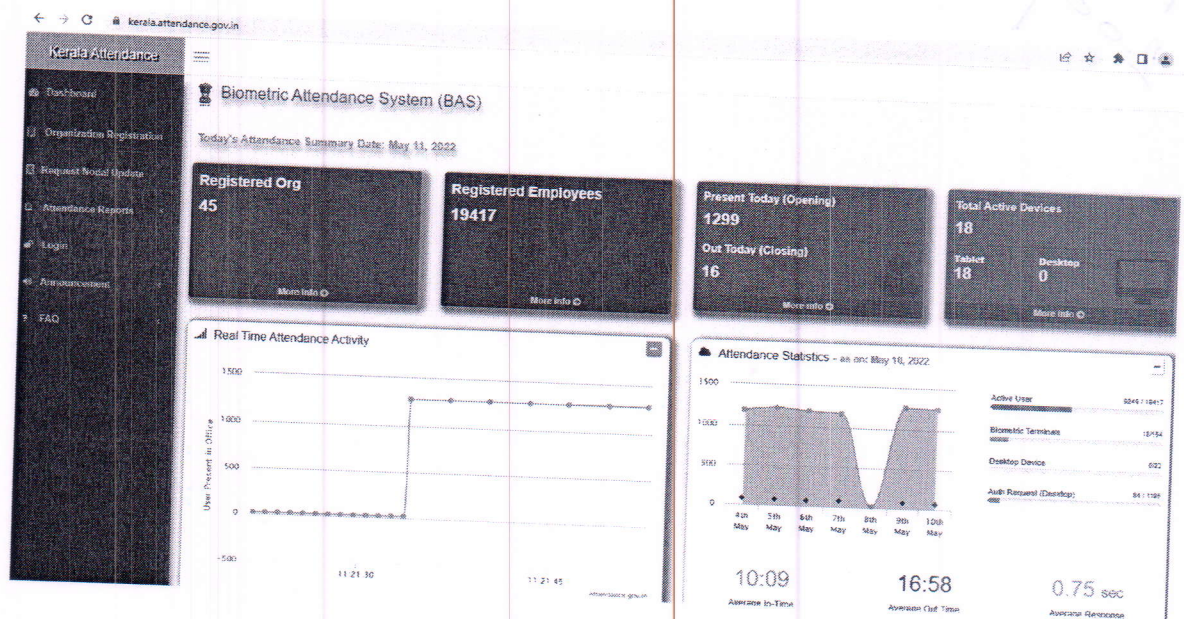 kerala.attendance.gov.in
Kerala Attendance
Dashboard
Organization Registration
Request Nodal Update
Attendance Reports
Login
Announcement
FAQ
Biometric Attendance System (BAS)
Today's Attendance Summary Date: May 11, 2022
Registered Org
45
More Info
Registered Employees
19417
More Info
Present Today (Opening)
1299
Out Today (Closing)
16
More Info
Total Active Devices
18
Tablet
18
Desktop
0
More Info
Real Time Attendance Activity
User Present in Office
1500
1000
500
0
-500
11:21:30
11:21:45
attendance.gov.in
Attendance Statistics - as on: May 10, 2022
1500
1000
500
0
4th May
5th May
6th May
7th May
8th May
9th May
10th May
Active User
Biometric Terminals
Desktop Device
Auth Request (Desktop)
10:09
Average In-Time
16:58
Average Out Time
0.75 sec
Average Response